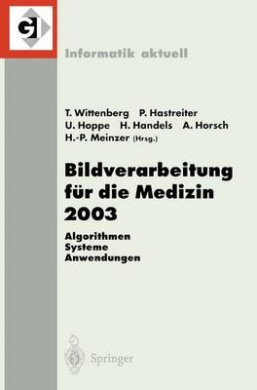 GI
Informatik aktuell
T. Wittenberg P. Hastreiter
U. Hoppe H. Handels A. Horsch
H.-P. Meinzer (Hrsg.)
Bildverarbeitung
für die Medizin
2003
Algorithmen
Systeme
Anwendungen
Springer